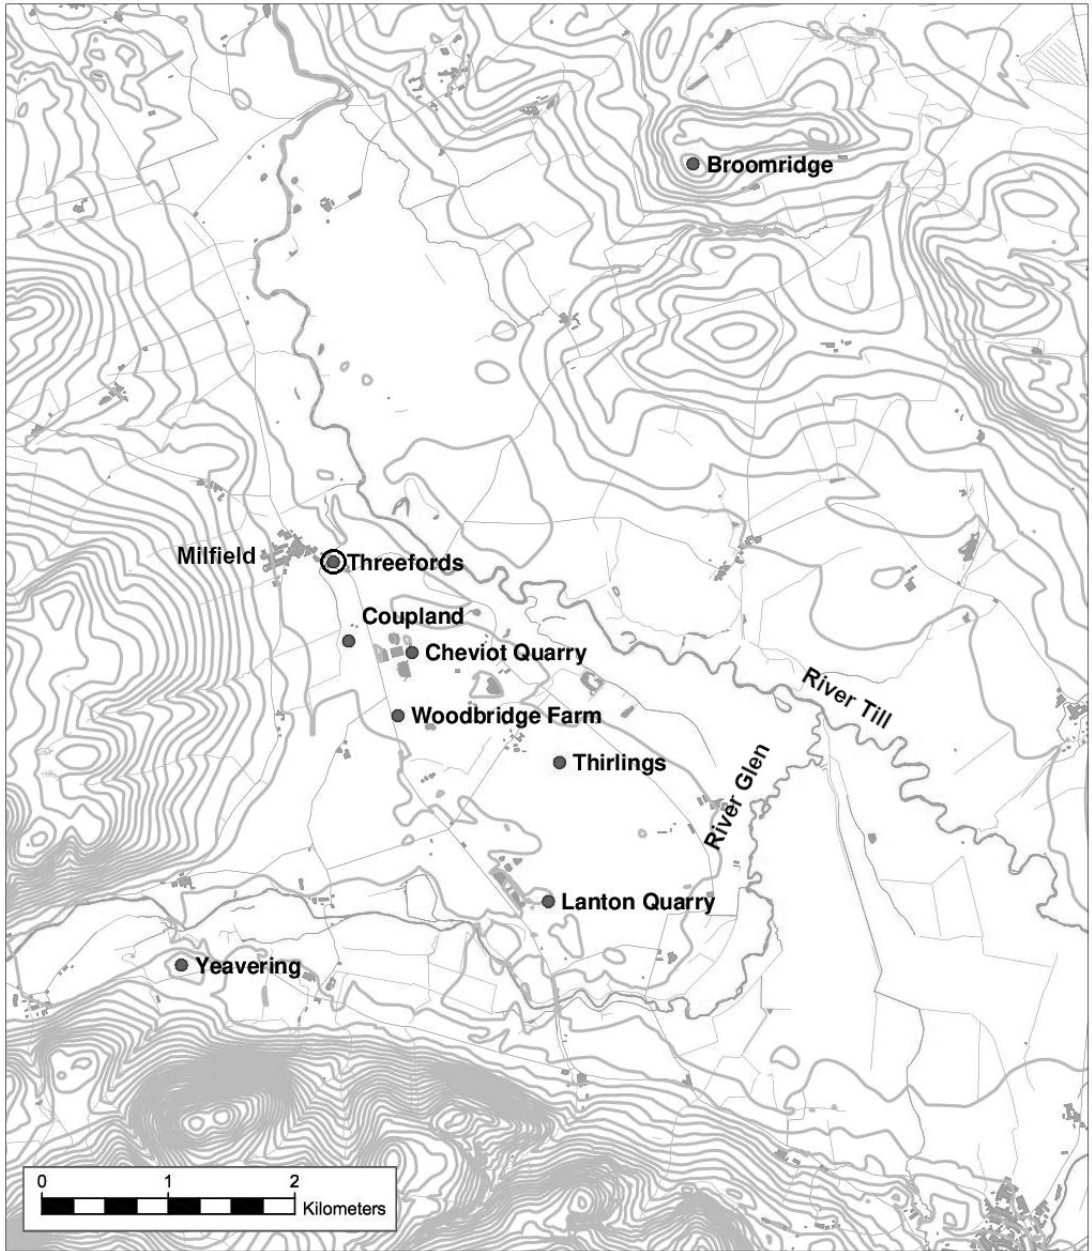 Broomridge
Milfield
Threefords
Coupland
Cheviot Quarry
River Till
Woodbridge Farm
Thirlings
River Glen
Lanton Quarry
Yeavering
0 1 2
Kilometers